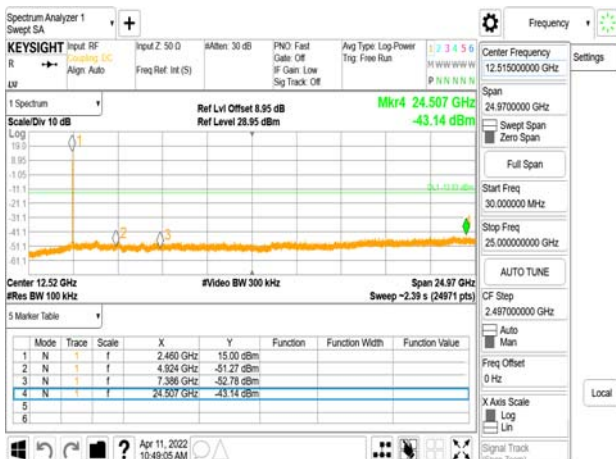 Spectrum Analyzer 1
Swept SA
+
Frequency
KEYSIGHT
Input: RF
Coupling: DC
Align: Auto
Input Z: 50 Ω
Freq Ref: Int (S)
#Atten: 30 dB
PNO: Fast
Gate: Off
IF Gain: Low
Sig Track: Off
Avg Type: Log-Power
Trig: Free Run
1 2 3 4 5 6
M W W W W W
P N N N N N
R
LVI
1 Spectrum
Scale/Div 10 dB
Ref Lvl Offset 8.95 dB
Ref Level 28.95 dBm
Mkr4 24.507 GHz
-43.14 dBm
Log
19.0
8.95
-1.05
-11.1
-21.1
-31.1
-41.1
-51.1
-61.1
1
2
3
Center 12.52 GHz
#Res BW 100 kHz
#Video BW 300 kHz
Span 24.97 GHz
Sweep ~2.39 s (24971 pts)
5 Marker Table
Mode Trace Scale X Y Function Function Width Function Value
1 N 1 f 2.460 GHz 15.00 dBm
2 N 1 f 4.924 GHz -51.27 dBm
3 N 1 f 7.386 GHz -52.78 dBm
4 N 1 f 24.507 GHz -43.14 dBm
5
6
?
Apr 11, 2022
10:49:05 AM
Center Frequency
12.515000000 GHz
Settings
Span
24.9700000 GHz
Swept Span
Zero Span
Full Span
Start Freq
30.000000 MHz
Stop Freq
25.000000000 GHz
AUTO TUNE
CF Step
2.497000000 GHz
Auto
Man
Freq Offset
0 Hz
X Axis Scale
Log
Lin
Local
Signal Track